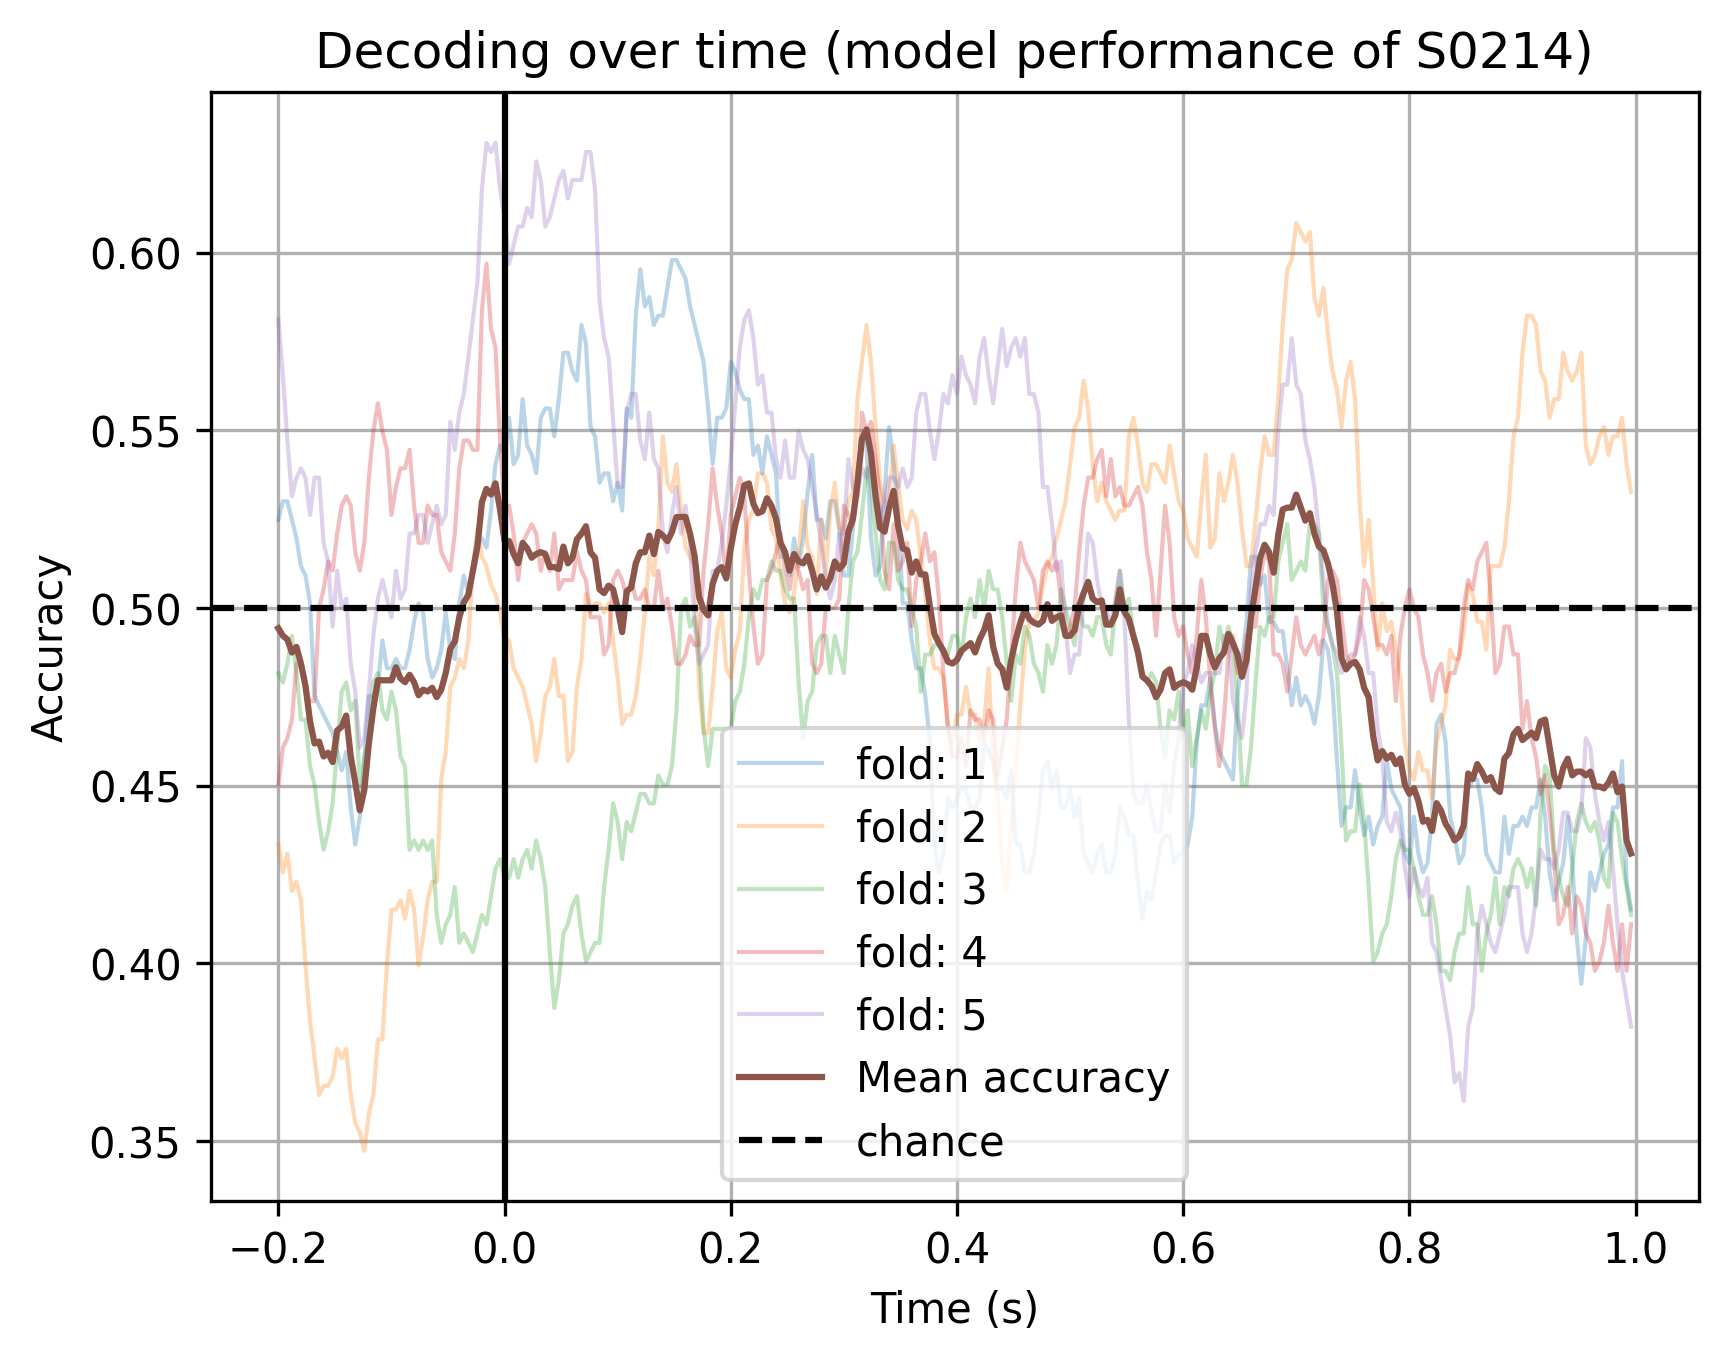 Decoding over time (model performance of S0214)
Accuracy
0.60
0.55
0.50
0.45
0.40
0.35
fold: 1
fold: 2
fold: 3
fold: 4
fold: 5
Mean accuracy
chance
−0.2
0.0
0.2
0.4
0.6
0.8
1.0
Time (s)